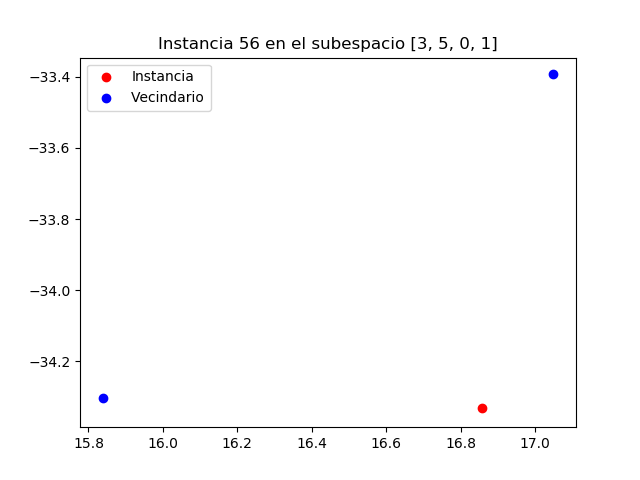 Instancia 56 en el subespacio [3, 5, 0, 1]
Instancia
Vecindario
−33.4
−33.6
−33.8
−34.0
−34.2
15.8 16.0 16.2 16.4 16.6 16.8 17.0